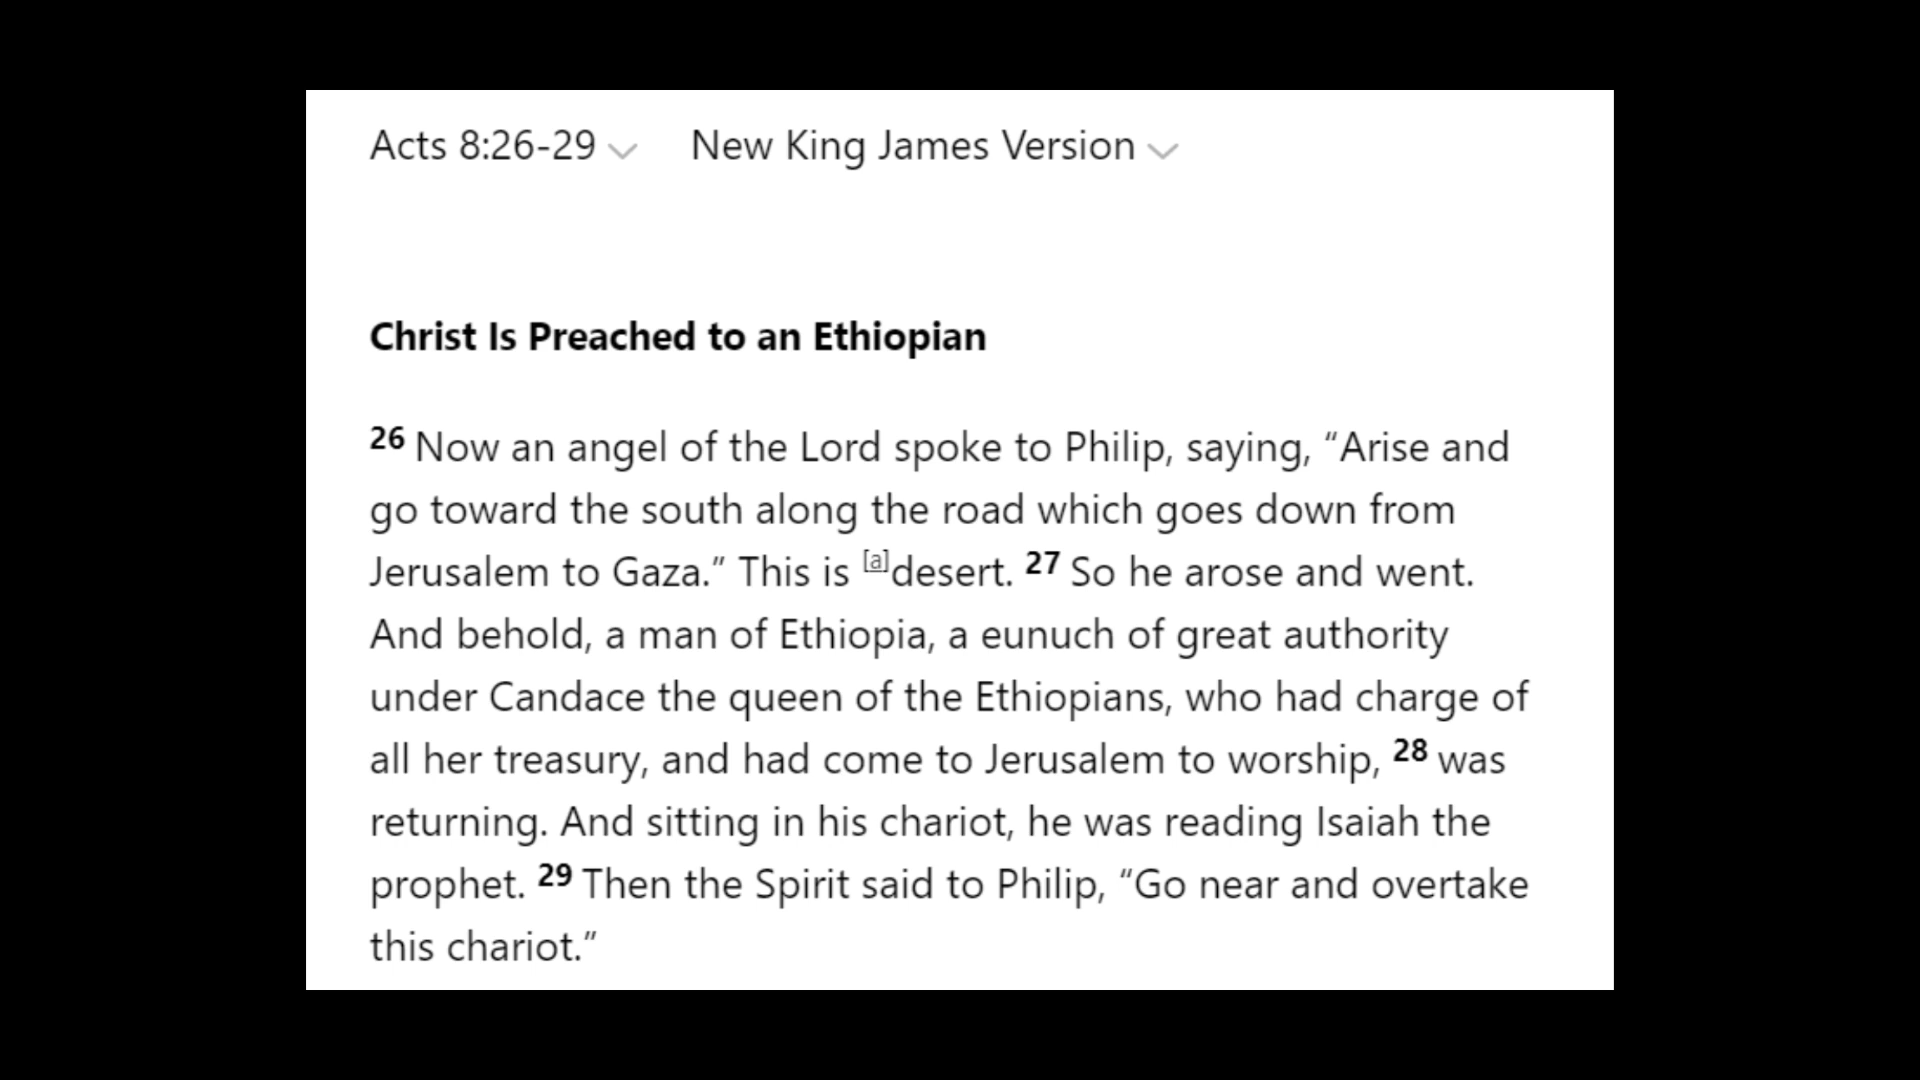 Acts 8:26-29 New King James Version
Christ Is Preached to an Ethiopian
26 Now an angel of the Lord spoke to Philip, saying, “Arise and
go toward the south along the road which goes down from
Jerusalem to Gaza.” This is [a]desert. 27 So he arose and went.
And behold, a man of Ethiopia, a eunuch of great authority
under Candace the queen of the Ethiopians, who had charge of
all her treasury, and had come to Jerusalem to worship, 28 was
returning. And sitting in his chariot, he was reading Isaiah the
prophet. 29 Then the Spirit said to Philip, “Go near and overtake
this chariot.”